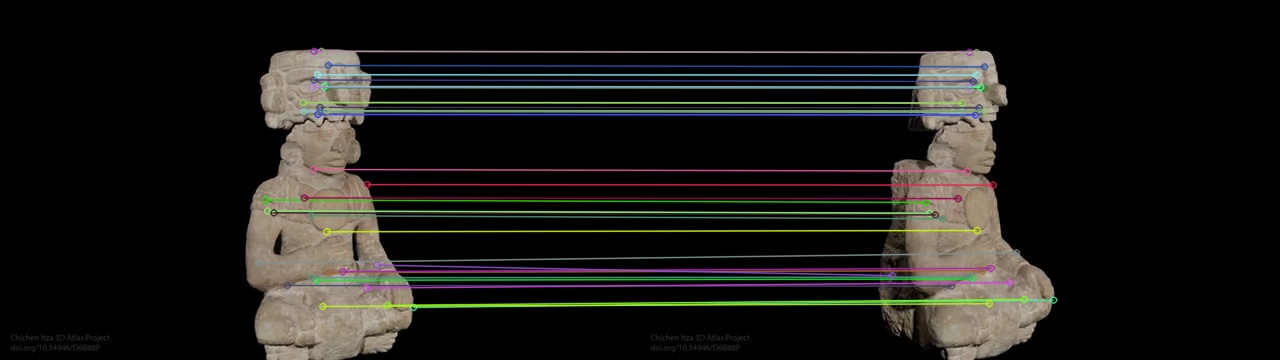 Chichen Itza 3D Atlas Project
doi.org/10.34946/D6B88P
Chichen Itza 3D Atlas Project
doi.org/10.34946/D6B88P